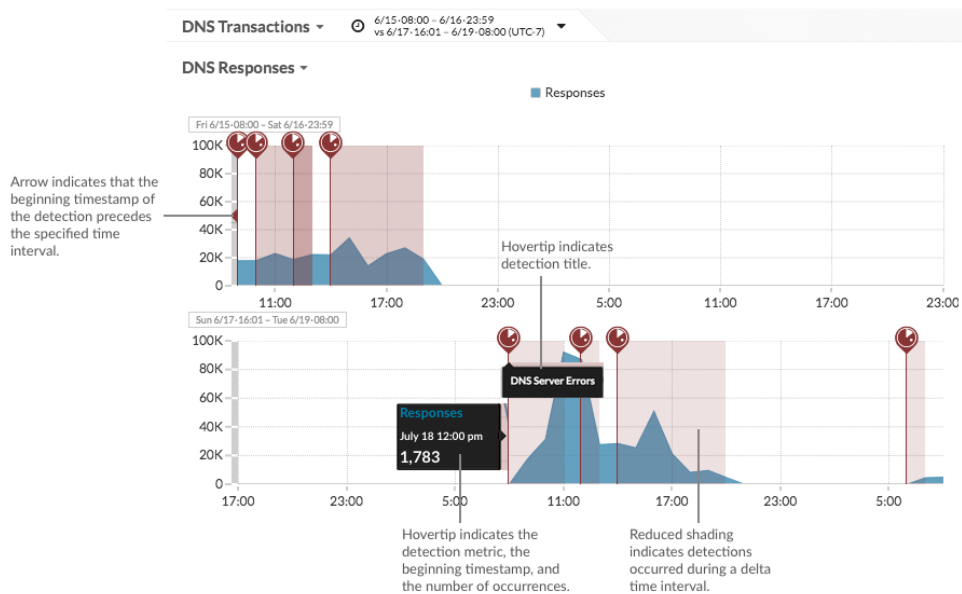 DNS Transactions
6/15·08:00 – 6/16·23:59
vs 6/17·16:01 – 6/19·08:00 (UTC-7)
DNS Responses
Responses
Fri 6/15·08:00 – Sat 6/16·23:59
100K
80K
60K
40K
20K
0
11:00 17:00 23:00 5:00 11:00 17:00 23:00
Arrow indicates that the
beginning timestamp of
the detection precedes
the specified time
interval.
Hovertip indicates
detection title.
Sun 6/17·16:01 – Tue 6/19·08:00
100K
80K
60K
40K
20K
0
17:00 23:00 5:00 11:00 17:00 23:00 5:00
DNS Server Errors
Responses
July 18 12:00 pm
1,783
Hovertip indicates the
detection metric, the
beginning timestamp, and
the number of occurrences.
Reduced shading
indicates detections
occurred during a delta
time interval.